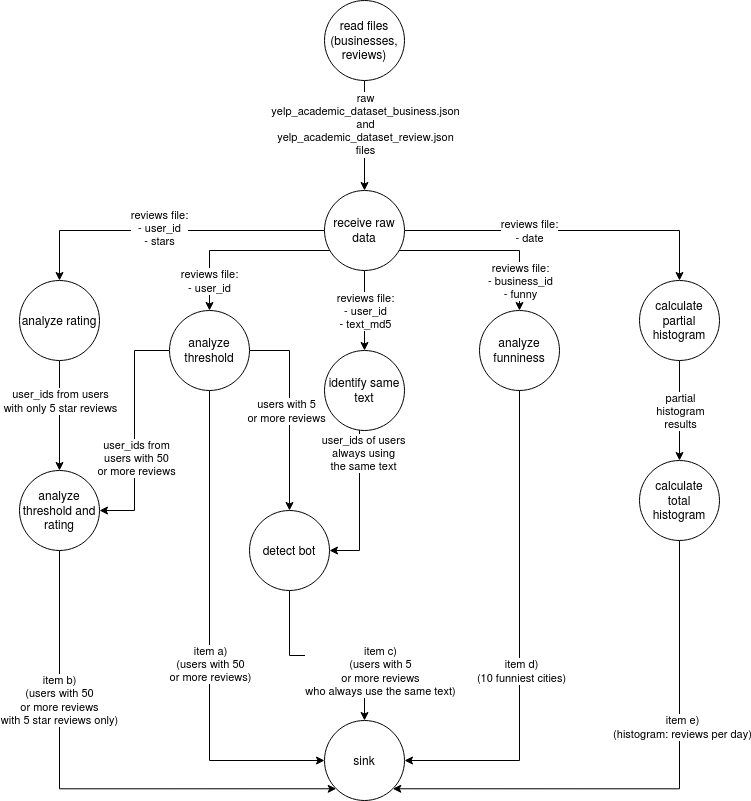 read files
(businesses,
reviews)
raw
yelp_academic_dataset_business.json
and
yelp_academic_dataset_review.json
files
receive raw
data
reviews file:
- user_id
- stars
reviews file:
- user_id
reviews file:
- user_id
- text_md5
reviews file:
- business_id
- funny
reviews file:
- date
analyze rating
analyze
threshold
identify same
text
analyze
funniness
calculate
partial
histogram
user_ids from users
with only 5 star reviews
user_ids from
users with 50
or more reviews
users with 5
or more reviews
user_ids of users
always using
the same text
partial
histogram
results
analyze
threshold and
rating
detect bot
calculate
total
histogram
item b)
(users with 50
or more reviews
with 5 star reviews only)
item a)
(users with 50
or more reviews)
item c)
(users with 5
or more reviews
who always use the same text)
item d)
(10 funniest cities)
item e)
(histogram: reviews per day)
sink